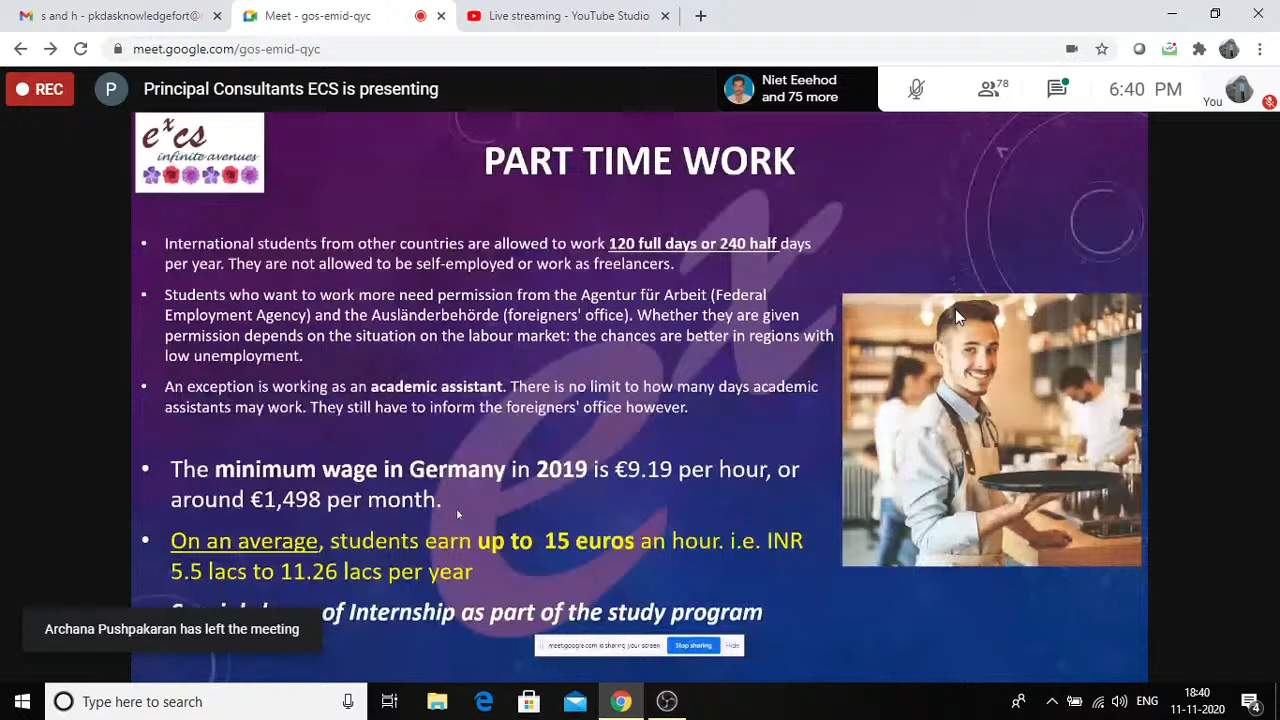 s and h - pkdasknowledgefort@
Meet - gos-emid-qyc
Live streaming - YouTube Studio
meet.google.com/gos-emid-qyc
REC
P
Principal Consultants ECS is presenting
Niet Eeehod
and 75 more
78
6:40 PM
You
excs
infinite avenues
PART TIME WORK
• International students from other countries are allowed to work 120 full days or 240 half days
per year. They are not allowed to be self-employed or work as freelancers.
• Students who want to work more need permission from the Agentur für Arbeit (Federal
Employment Agency) and the Ausländerbehörde (foreigners' office). Whether they are given
permission depends on the situation on the labour market: the chances are better in regions with
low unemployment.
• An exception is working as an academic assistant. There is no limit to how many days academic
assistants may work. They still have to inform the foreigners' office however.
• The minimum wage in Germany in 2019 is €9.19 per hour, or
around €1,498 per month.
• On an average, students earn up to 15 euros an hour. i.e. INR
5.5 lacs to 11.26 lacs per year
of Internship as part of the study program
Archana Pushpakaran has left the meeting
meet.google.com is sharing your screen
Stop sharing
Hide
Type here to search
ENG
18:40
11-11-2020
4